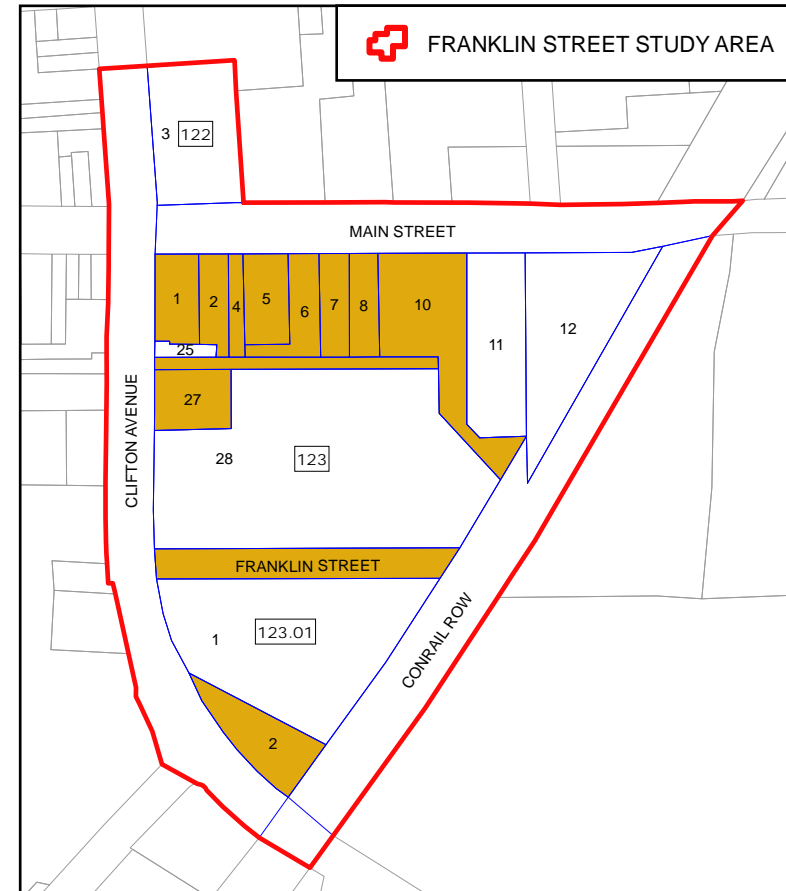 FRANKLIN STREET STUDY AREA
3 122
MAIN STREET
1 2 4 5 6 7 8 10 11 12
25
27
CLIFTON AVENUE
28 123
FRANKLIN STREET
1 123.01
CONRAIL ROW
2